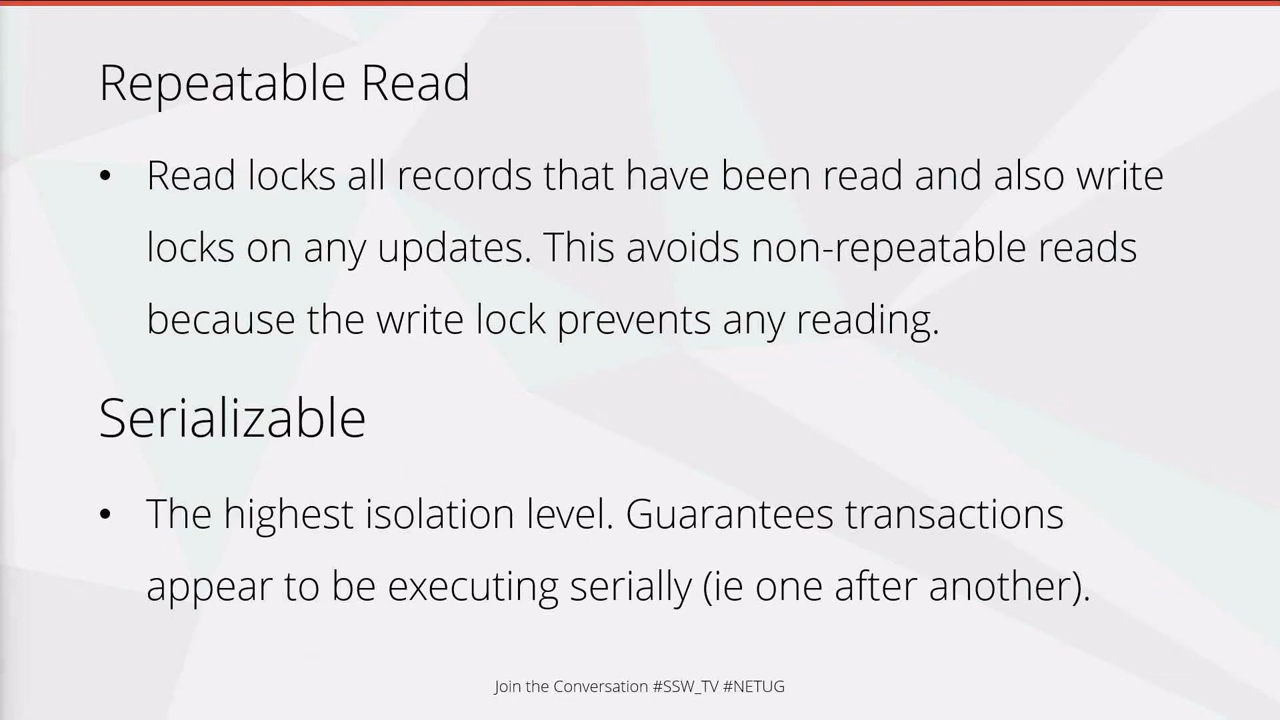 Repeatable Read
• Read locks all records that have been read and also write
locks on any updates. This avoids non-repeatable reads
because the write lock prevents any reading.
Serializable
• The highest isolation level. Guarantees transactions
appear to be executing serially (ie one after another).
Join the Conversation #SSW_TV #NETUG